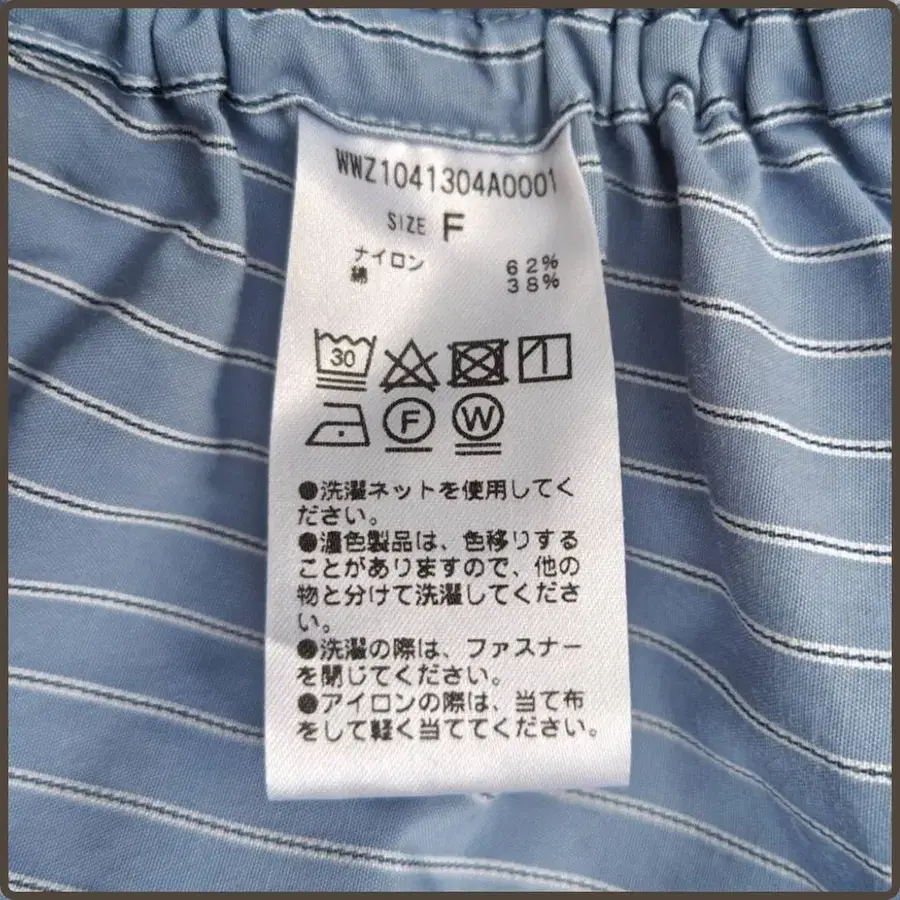 WWZ1041304A0001
SIZE F
ナイロン 62%
綿 38%
30
F W
●洗濯ネットを使用してく
ださい。
●濃色製品は、色移りする
ことがありますので、他の
物と分けて洗濯してくださ
い。
●洗濯の際は、ファスナー
を閉じてください。
●アイロンの際は、当て布
をして軽く当ててください。